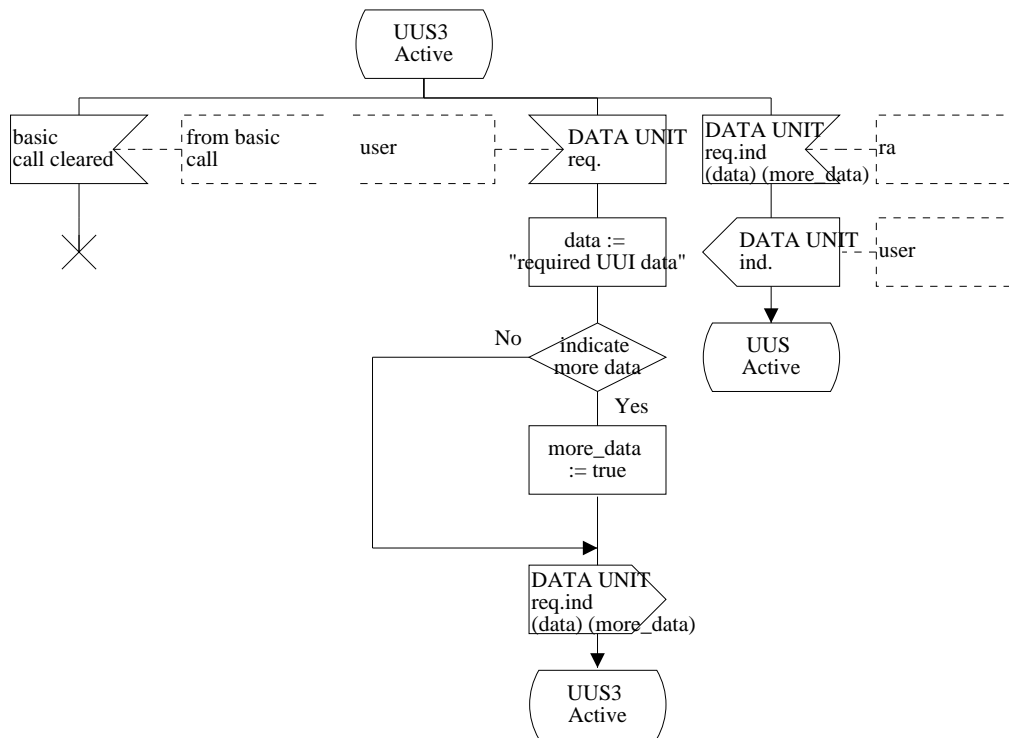 UUS3
Active
basic
call cleared
from basic
call
user
DATA UNIT
req.
DATA UNIT
req.ind
(data) (more_data)
ra
data :=
"required UUI data"
DATA UNIT
ind.
user
No
indicate
more data
UUS
Active
Yes
more_data
:= true
DATA UNIT
req.ind
(data) (more_data)
UUS3
Active